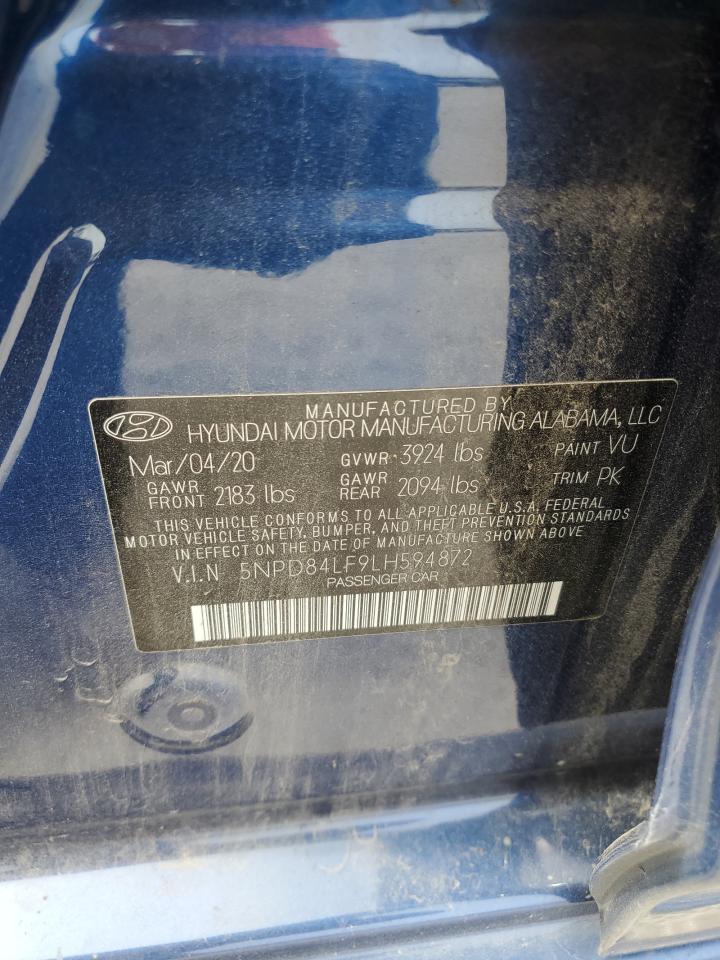 MANUFACTURED BY
HYUNDAI MOTOR MANUFACTURING ALABAMA, LLC
Mar/04/20 GVWR 3924 lbs PAINT VU
GAWR FRONT 2183 lbs GAWR REAR 2094 lbs TRIM PK
THIS VEHICLE CONFORMS TO ALL APPLICABLE U.S.A. FEDERAL
MOTOR VEHICLE SAFETY, BUMPER, AND THEFT PREVENTION STANDARDS
IN EFFECT ON THE DATE OF MANUFACTURE SHOWN ABOVE.
V.I.N 5NPD84LF9LH594872
PASSENGER CAR